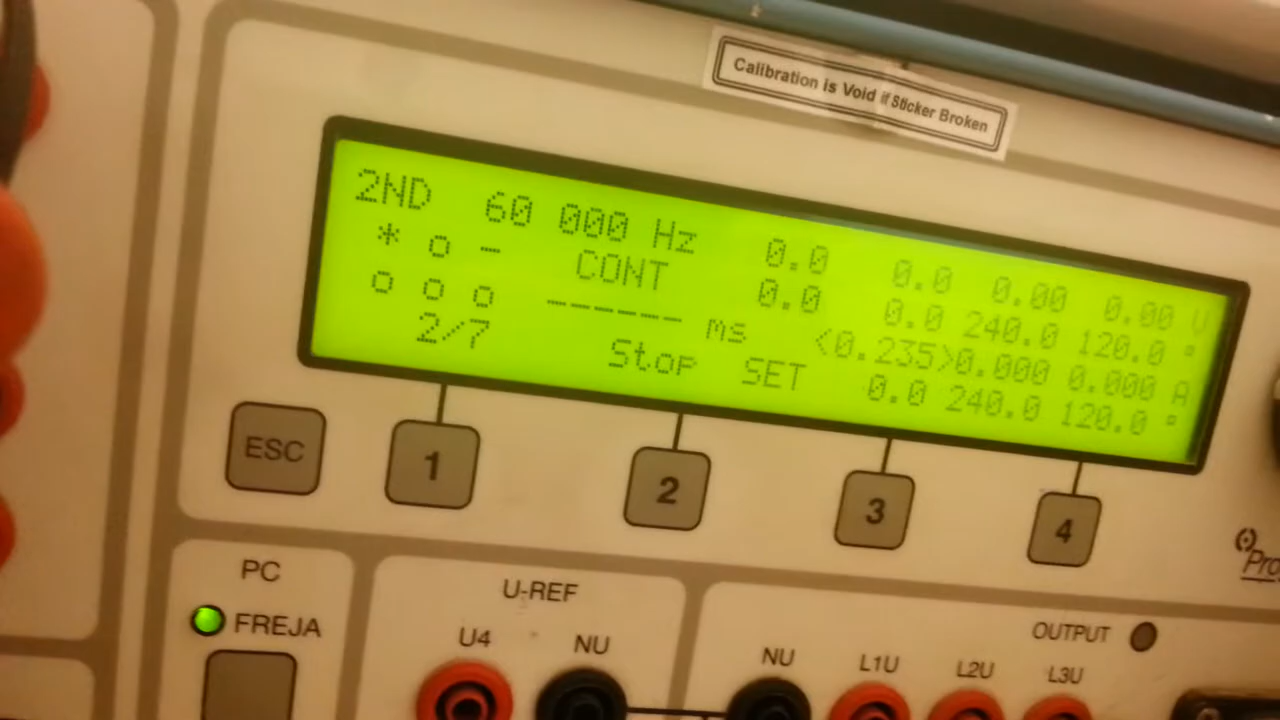 Calibration is Void if Sticker Broken
2ND 60 000 Hz 0.0 0.0 0.00 0.00 V
* o - CONT 0.0 0.0 240.0 120.0 °
o o o ------ ms <0.235>0.000 0.000 A
2/7 Stop SET 0.0 240.0 120.0 °
ESC 1 2 3 4
PC
FREJA
U-REF
U4 NU
OUTPUT
NU L1U L2U L3U